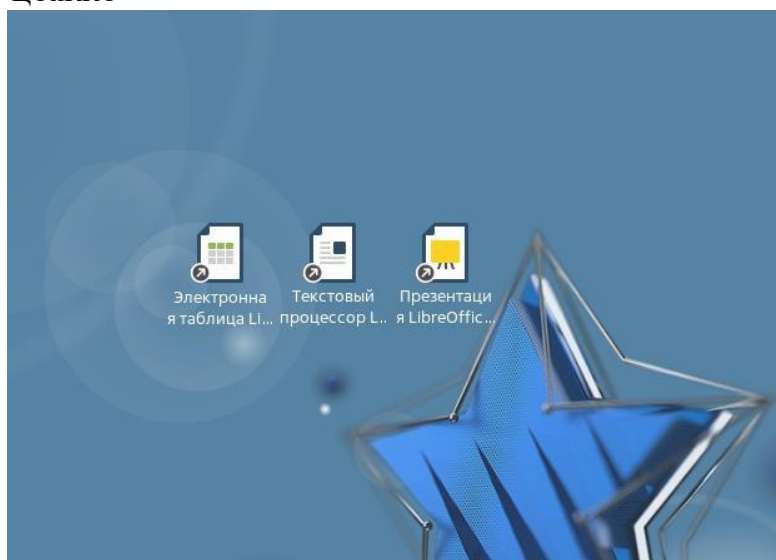 Электронна
я таблица Li...
Текстовый
процессор L..
Презентаци
я LibreOffic...